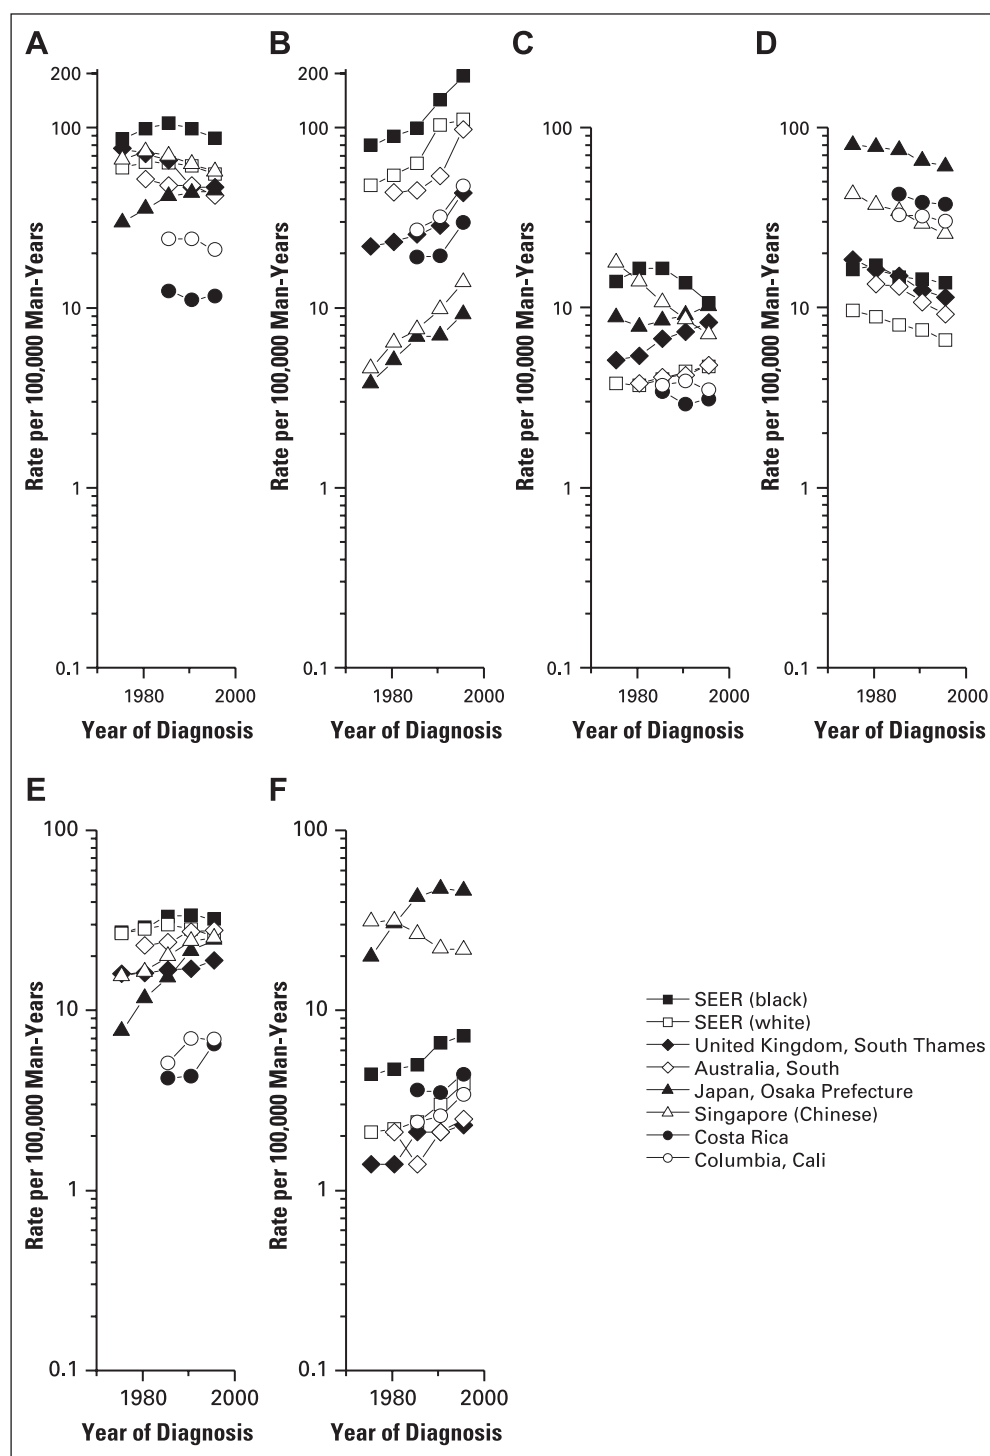 A
200
100
10
1
0.1
Rate per 100,000 Man-Years
1980
2000
Year of Diagnosis
B
200
100
10
1
0.1
Rate per 100,000 Man-Years
1980
2000
Year of Diagnosis
C
100
10
1
0.1
Rate per 100,000 Man-Years
1980
2000
Year of Diagnosis
D
100
10
1
0.1
Rate per 100,000 Man-Years
1980
2000
Year of Diagnosis
E
100
10
1
0.1
Rate per 100,000 Man-Years
1980
2000
Year of Diagnosis
F
100
10
1
0.1
Rate per 100,000 Man-Years
1980
2000
Year of Diagnosis
SEER (black)
SEER (white)
United Kingdom, South Thames
Australia, South
Japan, Osaka Prefecture
Singapore (Chinese)
Costa Rica
Columbia, Cali